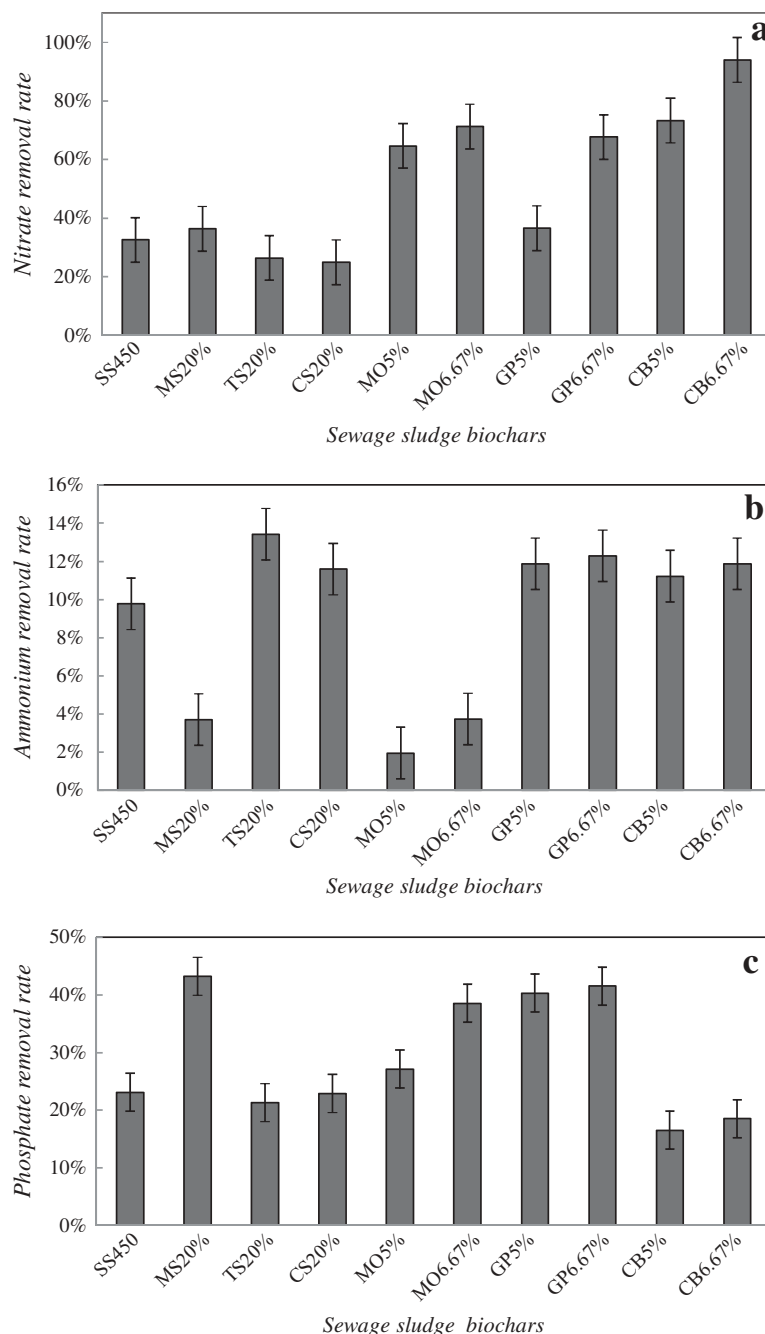 a
100%
80%
60%
40%
20%
0%
Nitrate removal rate
SS450
MS20%
TS20%
CS20%
MO5%
MO6.67%
GP5%
GP6.67%
CB5%
CB6.67%
Sewage sludge biochars
b
16%
14%
12%
10%
8%
6%
4%
2%
0%
Ammonium removal rate
SS450
MS20%
TS20%
CS20%
MO5%
MO6.67%
GP5%
GP6.67%
CB5%
CB6.67%
Sewage sludge biochars
c
50%
40%
30%
20%
10%
0%
Phosphate removal rate
SS450
MS20%
TS20%
CS20%
MO5%
MO6.67%
GP5%
GP6.67%
CB5%
CB6.67%
Sewage sludge biochars